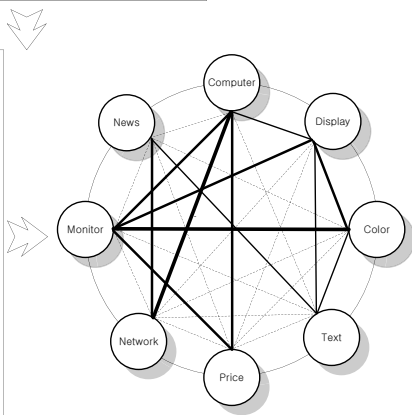 Computer
News
Display
Monitor
Color
Network
Text
Price